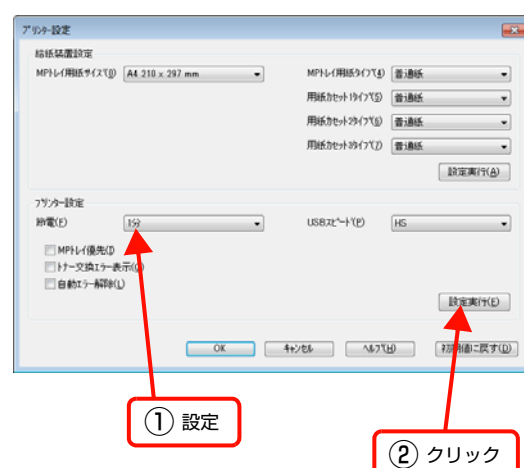 プリンター設定
給紙装置設定
MPトレイ用紙サイズ(0) A4 210 x 297 mm
MPトレイ用紙タイプ(4) 普通紙
用紙カセット1タイプ(5) 普通紙
用紙カセット2タイプ(6) 普通紙
用紙カセット3タイプ(7) 普通紙
設定実行(A)
プリンター設定
節電(F) 1分
USBスピード(P) HS
MPトレイ優先(I)
トナー交換エラー表示
自動エラー解除(L)
設定実行(E)
OK キャンセル ヘルプ(H) 初期値に戻す(D)
① 設定
② クリック